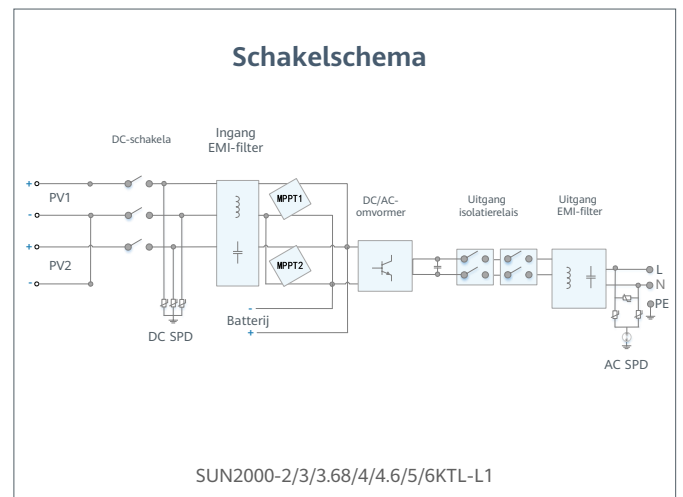 Schakelschema
DC-schakela
Ingang
EMI-filter
DC/AC-
omvormer
Uitgang
isolatierelais
Uitgang
EMI-filter
+
PV1
-
+
PV2
-
MPPT1
MPPT2
L
N
PE
-
Batterij
+
DC SPD
AC SPD
SUN2000-2/3/3.68/4/4.6/5/6KTL-L1